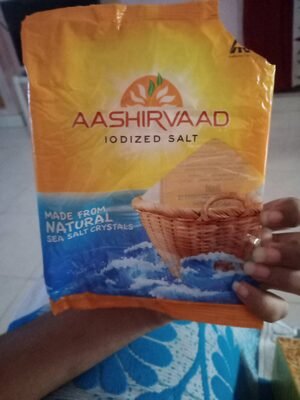 AASHIRVAAD
IODIZED SALT
MADE FROM
NATURAL
SEA SALT CRYSTALS